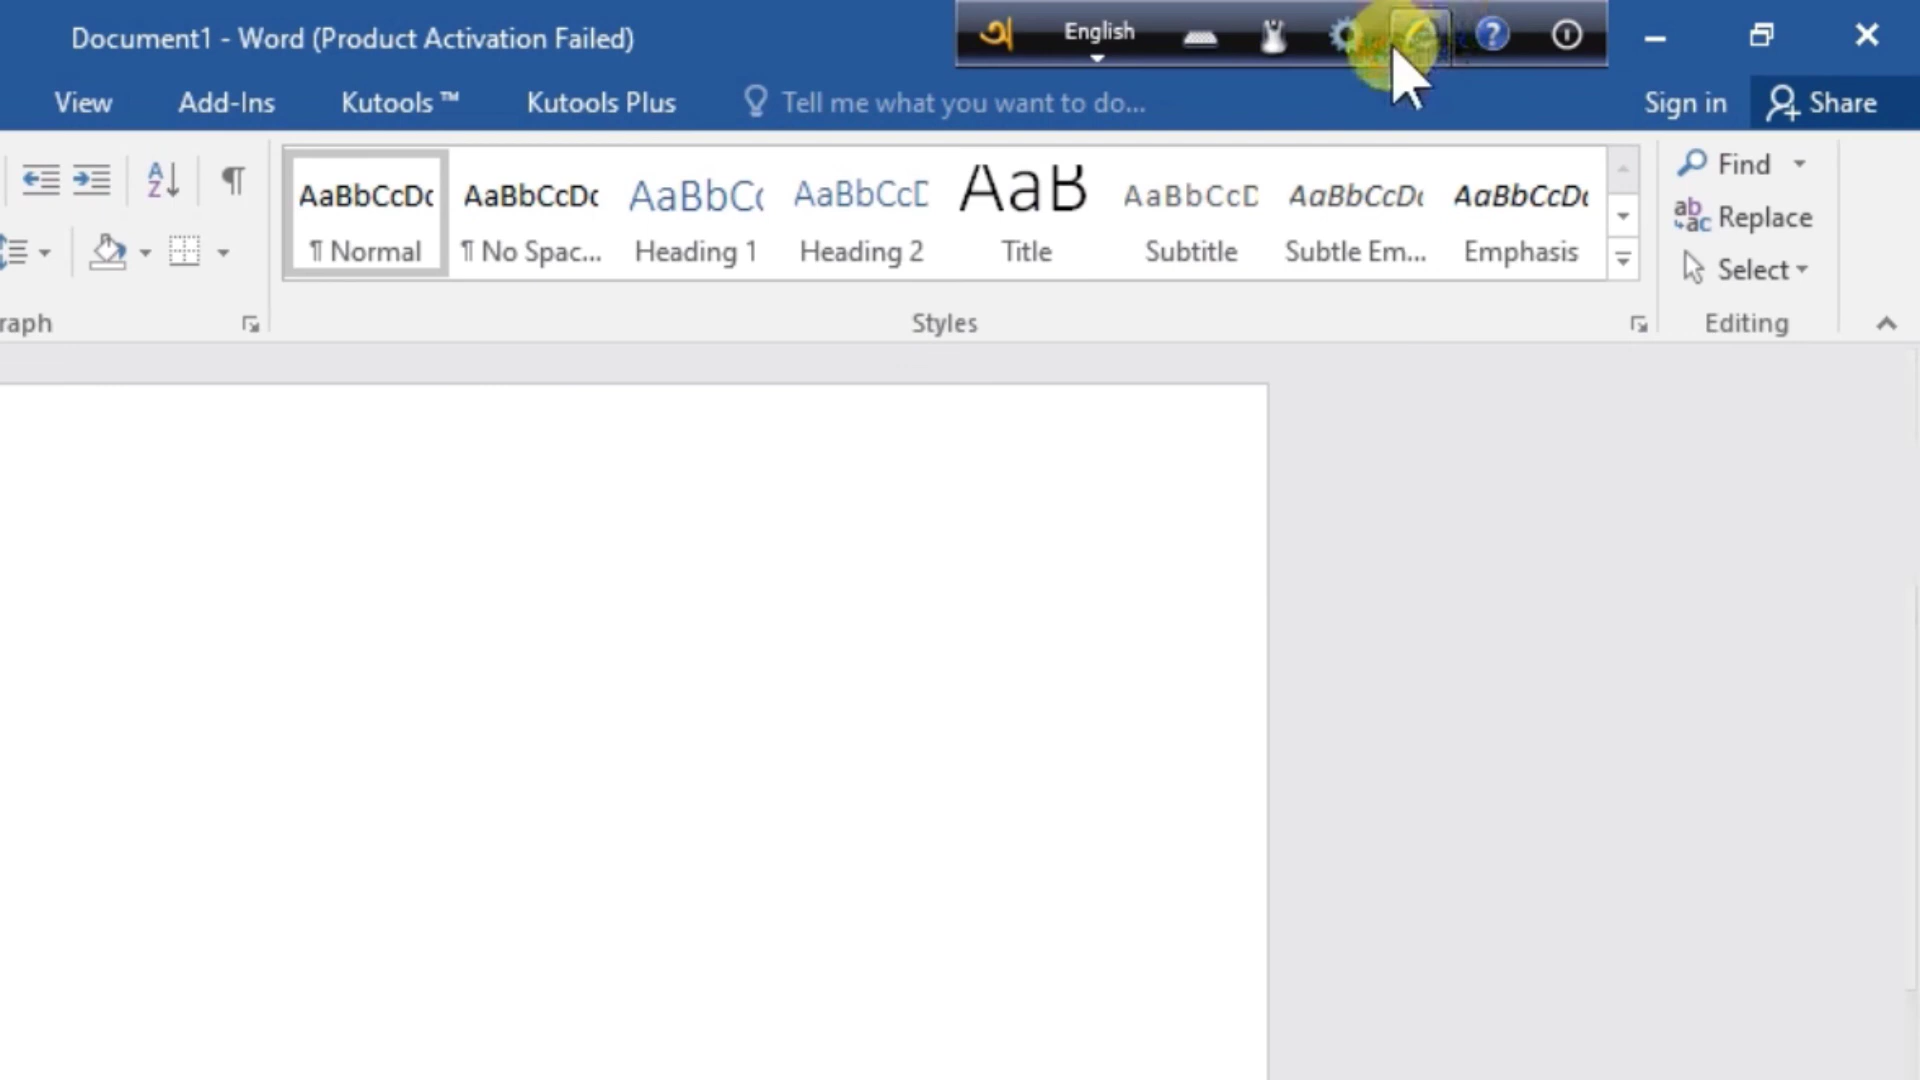 Document1 - Word (Product Activation Failed)
অ English
View Add-Ins Kutools ™ Kutools Plus Tell me what you want to do... Sign in Share
AaBbCcDc AaBbCcDc AaBbCc AaBbCcD AaB AaBbCcD AaBbCcDc AaBbCcDc
¶ Normal ¶ No Spac... Heading 1 Heading 2 Title Subtitle Subtle Em... Emphasis
Find
Replace
Select
raph Styles Editing